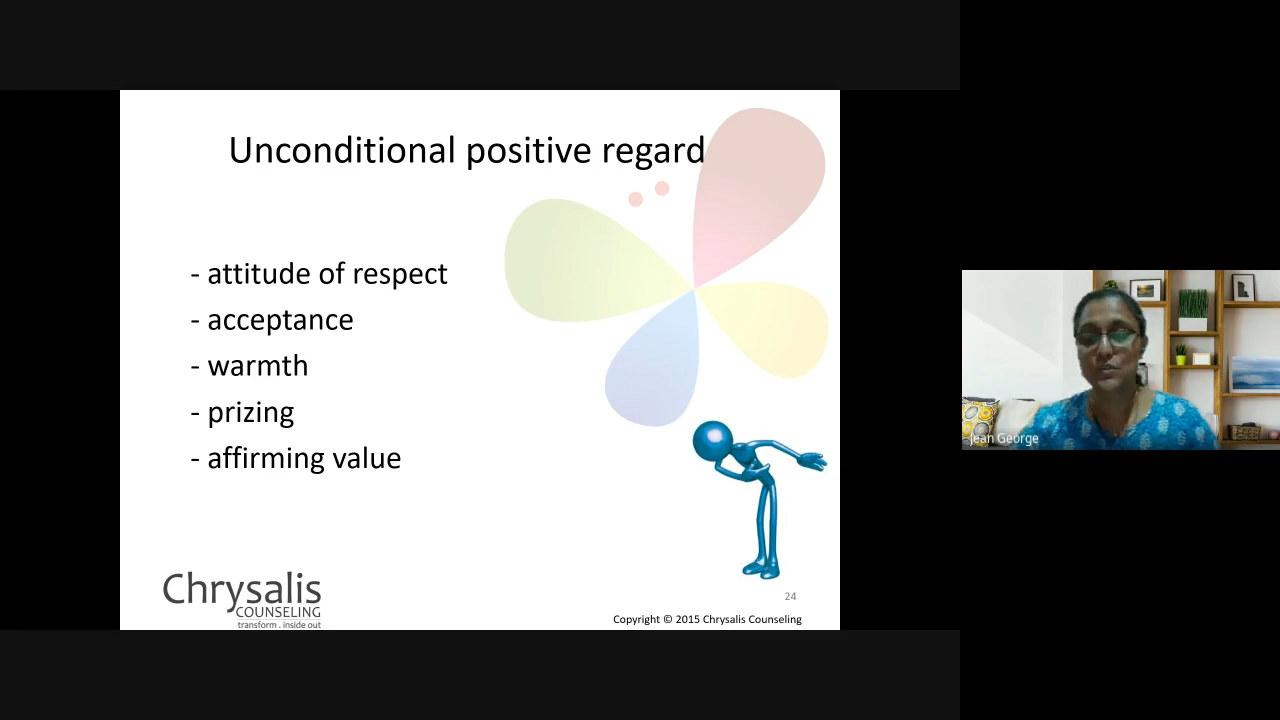 Unconditional positive regard
- attitude of respect
- acceptance
- warmth
- prizing
- affirming value
Chrysalis
COUNSELING
transform . inside out
24
Copyright © 2015 Chrysalis Counseling
Jean George